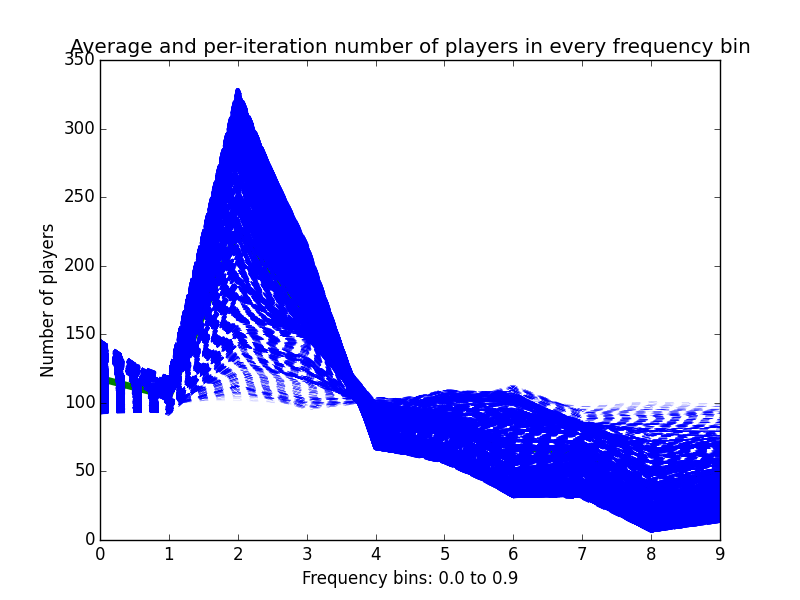 Average and per-iteration number of players in every frequency bin
350
300
250
200
150
100
50
0
Number of players
0 1 2 3 4 5 6 7 8 9
Frequency bins: 0.0 to 0.9